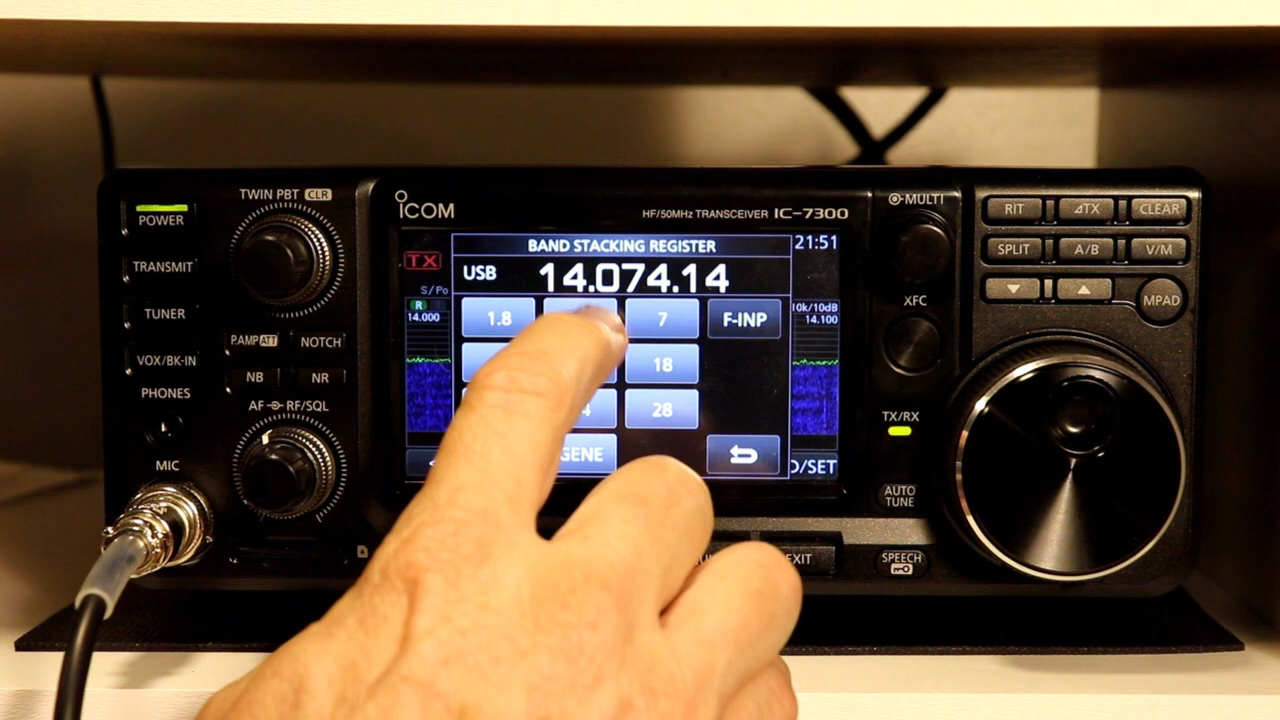 TWIN PBT CLR
POWER
TRANSMIT
TUNER
VOX/BK-IN
PHONES
MIC
P.AMP ATT
NOTCH
NB
NR
AF RF/SQL
ICOM
HF/50MHz TRANSCEIVER IC-7300
BAND STACKING REGISTER
21:51
TX
USB
14.074.14
S/Po
R
14.000
10k/10dB
14.100
1.8
7
F-INP
18
4
28
GENE
D/SET
EXIT
MULTI
XFC
TX/RX
AUTO
TUNE
SPEECH
RIT
ΔTX
CLEAR
SPLIT
A/B
V/M
MPAD